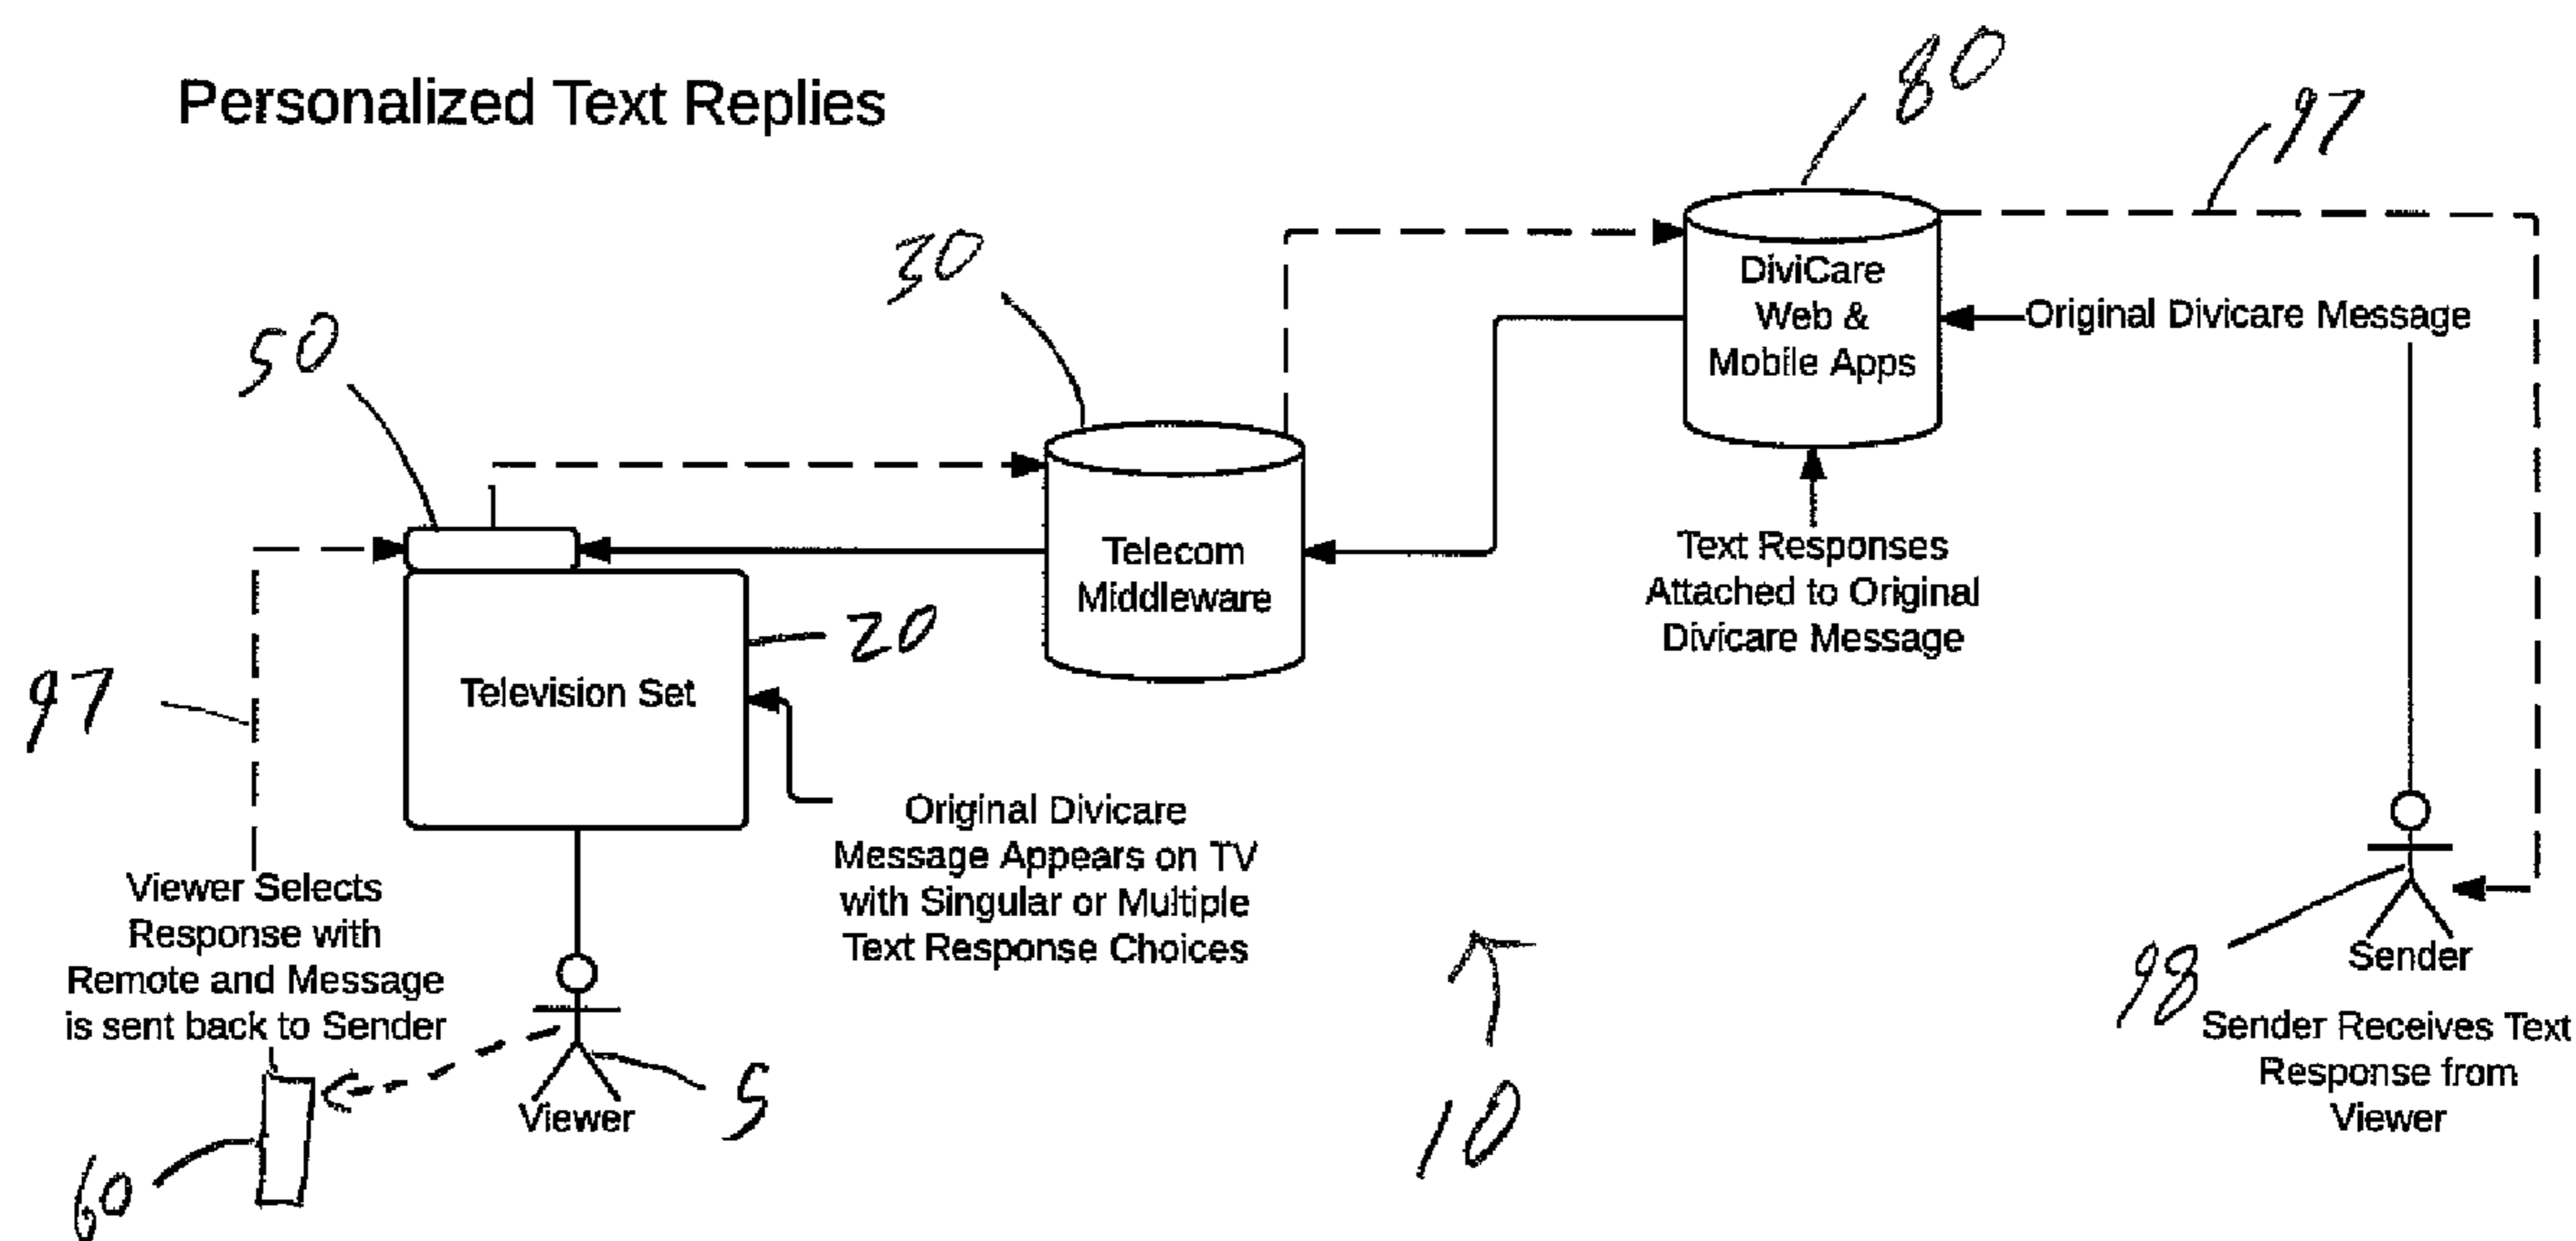 Personalized Text Replies
80
97
30
50
DiviCare
Web &
Mobile Apps
Original Divicare Message
Telecom
Middleware
Text Responses
Attached to Original
Divicare Message
20
Television Set
97
Original Divicare
Message Appears on TV
with Singular or Multiple
Text Response Choices
Viewer Selects
Response with
Remote and Message
is sent back to Sender
Viewer
5
60
10
98
Sender
Sender Receives Text
Response from
Viewer